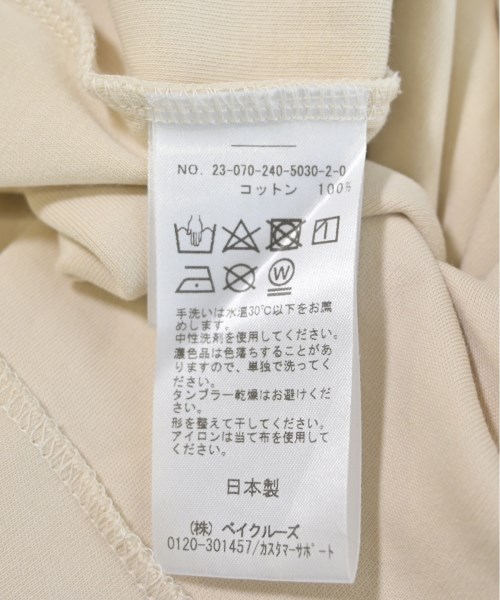 NO. 23-070-240-5030-2-0
コットン 100%
W
手洗いは水温30℃以下をお薦
めします。
中性洗剤を使用してください。
濃色品は色落ちすることがあ
りますので、単独で洗ってく
ださい。
タンブラー乾燥はお避けくだ
さい。
形を整えて干してください。
アイロンは当て布を使用して
ください。
日本製
(株) ベイクルーズ
0120-301457/カスタマーサポート